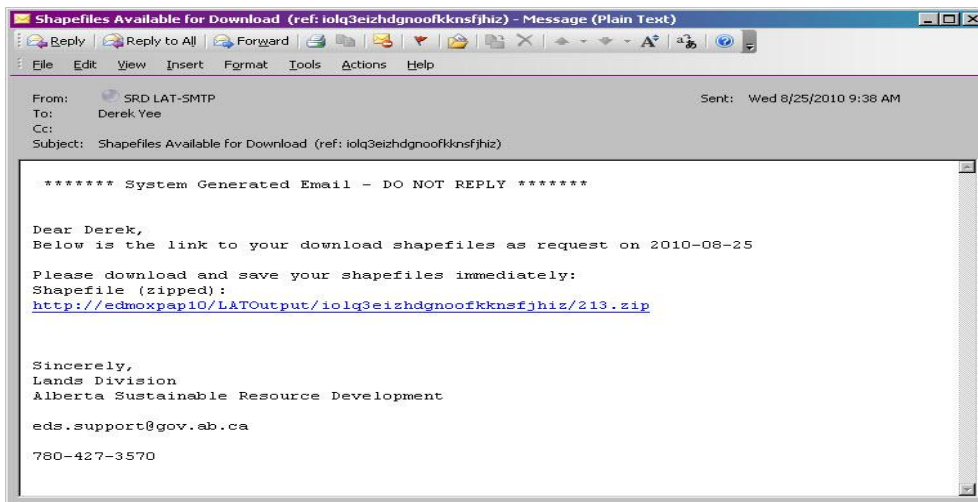 Shapefiles Available for Download (ref: iolq3eizhdgnoofkknsfjhiz) - Message (Plain Text)
Reply Reply to All Forward
File Edit View Insert Format Tools Actions Help
From: SRD LAT-SMTP Sent: Wed 8/25/2010 9:38 AM
To: Derek Yee
Cc:
Subject: Shapefiles Available for Download (ref: iolq3eizhdgnoofkknsfjhiz)
******* System Generated Email - DO NOT REPLY *******
Dear Derek,
Below is the link to your download shapefiles as request on 2010-08-25
Please download and save your shapefiles immediately:
Shapefile (zipped):
http://edmoxpap10/LATOutput/iolq3eizhdgnoofkknsfjhiz/213.zip
Sincerely,
Lands Division
Alberta Sustainable Resource Development
eds.support@gov.ab.ca
780-427-3570